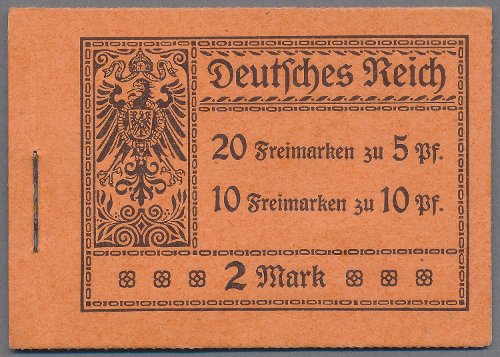 Deutsches Reich
20 Freimarken zu 5 Pf.
10 Freimarken zu 10 Pf.
2 Mark